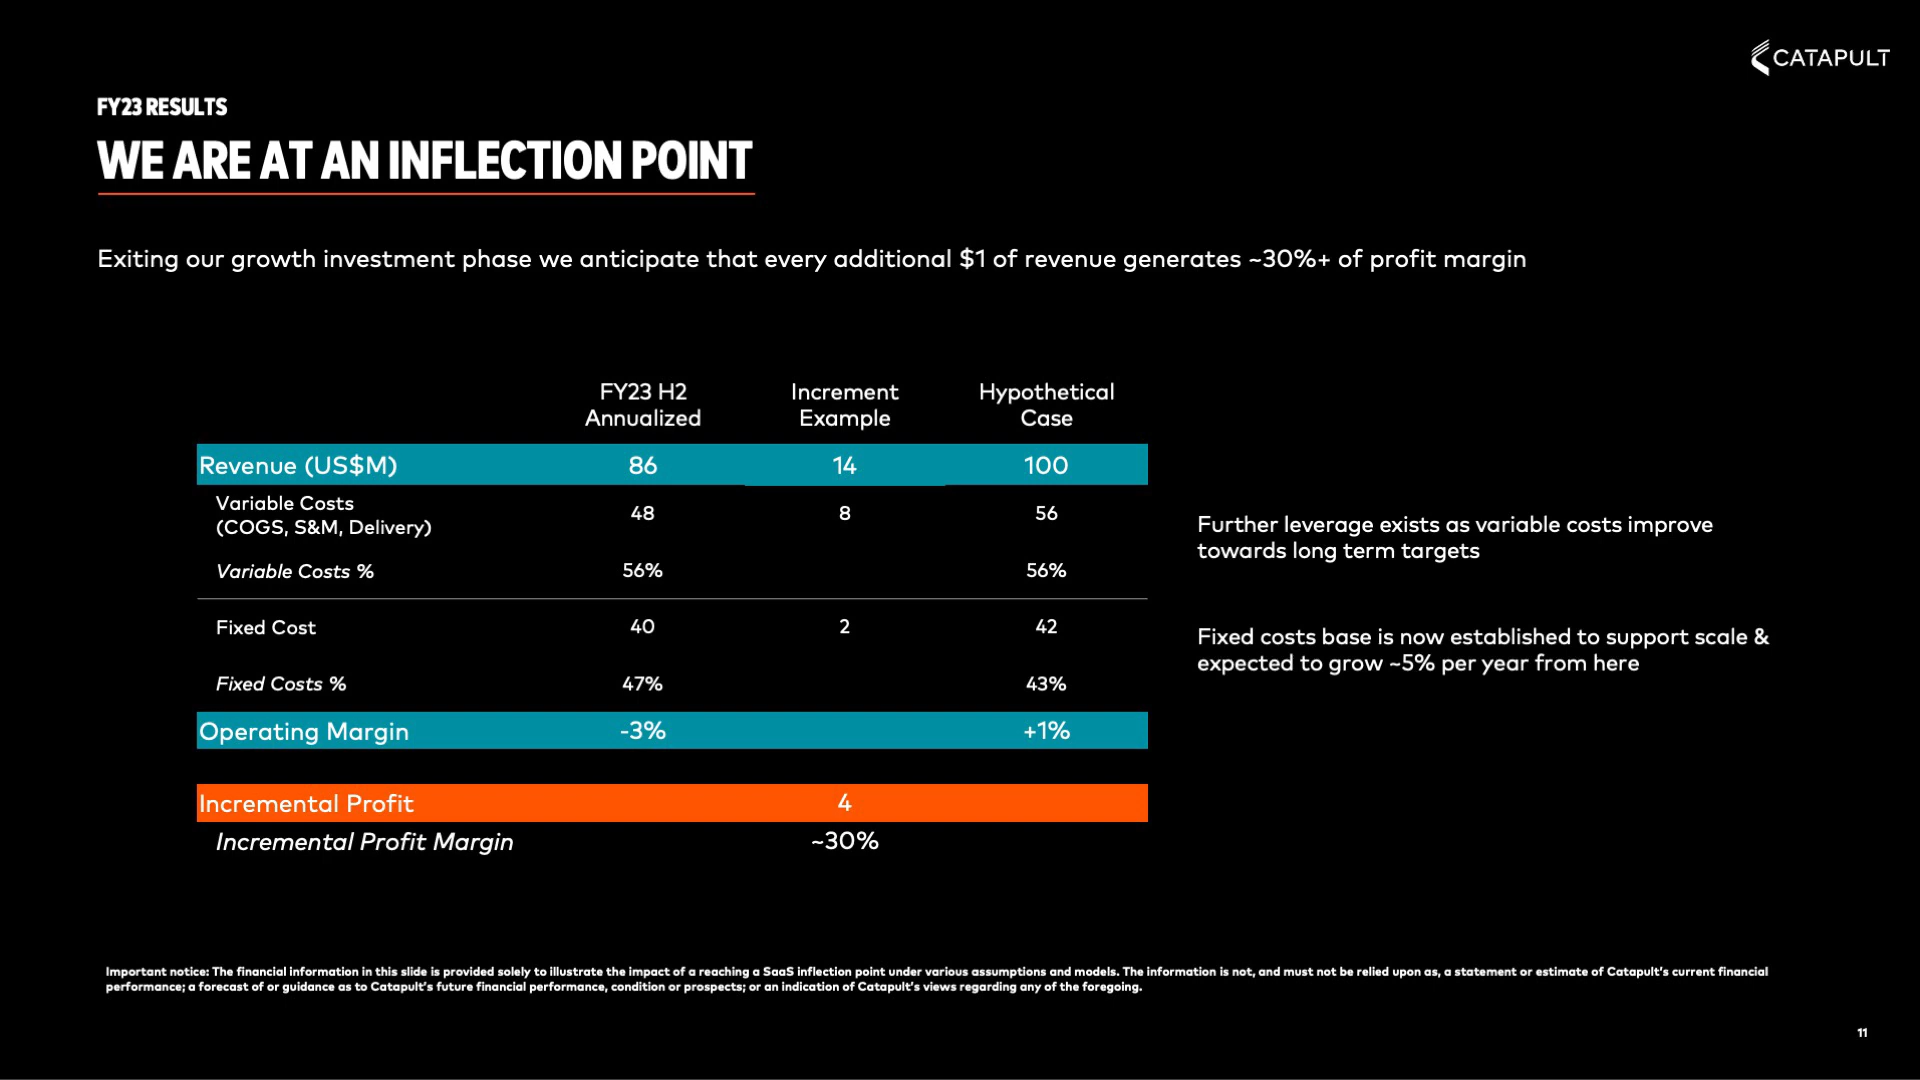 CATAPULT
FY23 RESULTS
WE ARE AT AN INFLECTION POINT
Exiting our growth investment phase we anticipate that every additional $1 of revenue generates ~30%+ of profit margin
FY23 H2 Annualized
Increment Example
Hypothetical Case
Revenue (US$M) 86 14 100
Variable Costs
(COGS, S&M, Delivery) 48 8 56
Variable Costs % 56% 56%
Fixed Cost 40 2 42
Fixed Costs % 47% 43%
Operating Margin -3% +1%
Incremental Profit 4
Incremental Profit Margin ~30%
Further leverage exists as variable costs improve
towards long term targets
Fixed costs base is now established to support scale &
expected to grow ~5% per year from here
Important notice: The financial information in this slide is provided solely to illustrate the impact of a reaching a SaaS inflection point under various assumptions and models. The information is not, and must not be relied upon as, a statement or estimate of Catapult's current financial
performance; a forecast of or guidance as to Catapult's future financial performance, condition or prospects; or an indication of Catapult's views regarding any of the foregoing.
11